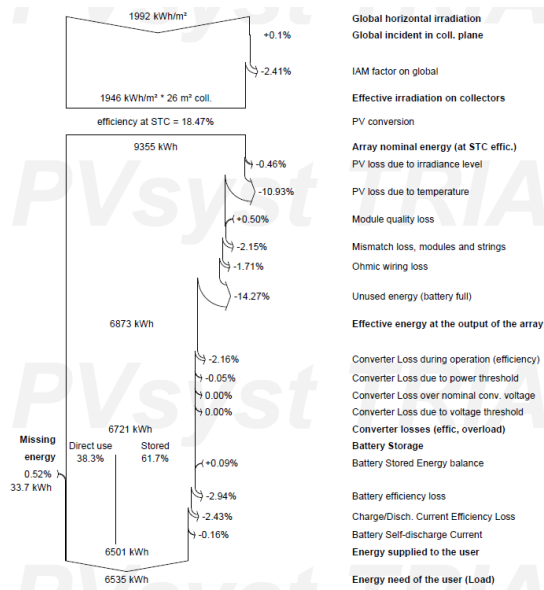 1992 kWh/m² Global horizontal irradiation
+0.1% Global incident in coll. plane
-2.41% IAM factor on global
1946 kWh/m² * 26 m² coll. Effective irradiation on collectors
efficiency at STC = 18.47% PV conversion
9355 kWh Array nominal energy (at STC effic.)
-0.46% PV loss due to irradiance level
-10.93% PV loss due to temperature
PVsyst TRIA
+0.50% Module quality loss
-2.15% Mismatch loss, modules and strings
-1.71% Ohmic wiring loss
-14.27% Unused energy (battery full)
6873 kWh Effective energy at the output of the array
-2.16% Converter Loss during operation (efficiency)
-0.05% Converter Loss due to power threshold
0.00% Converter Loss over nominal conv. voltage
PVsyst TRIA
0.00% Converter Loss due to voltage threshold
6721 kWh Converter losses (effic, overload)
Missing Direct use Stored Battery Storage
energy 38.3% 61.7% +0.09% Battery Stored Energy balance
0.52%
33.7 kWh
-2.94% Battery efficiency loss
-2.43% Charge/Disch. Current Efficiency Loss
-0.16% Battery Self-discharge Current
6501 kWh Energy supplied to the user
6535 kWh Energy need of the user (Load)